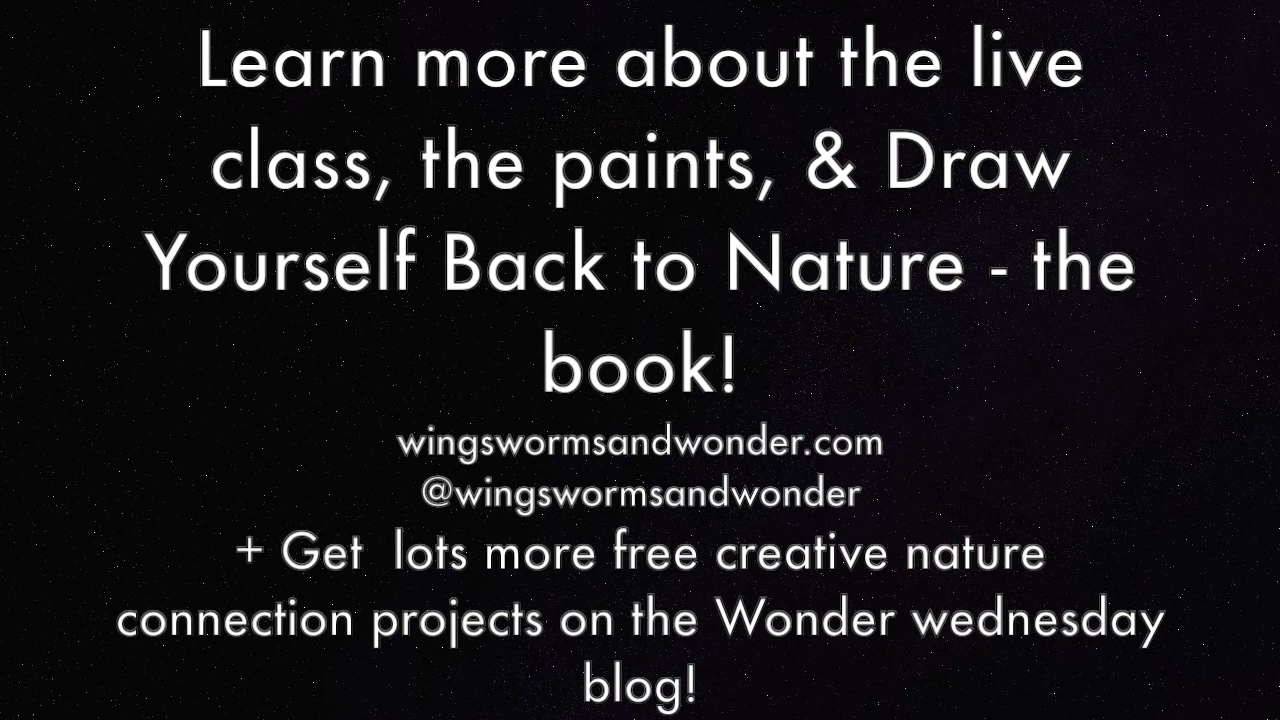 Learn more about the live
class, the paints, & Draw
Yourself Back to Nature - the
book!
wingswormsandwonder.com
@wingswormsandwonder
+ Get  lots more free creative nature
connection projects on the Wonder wednesday
blog!